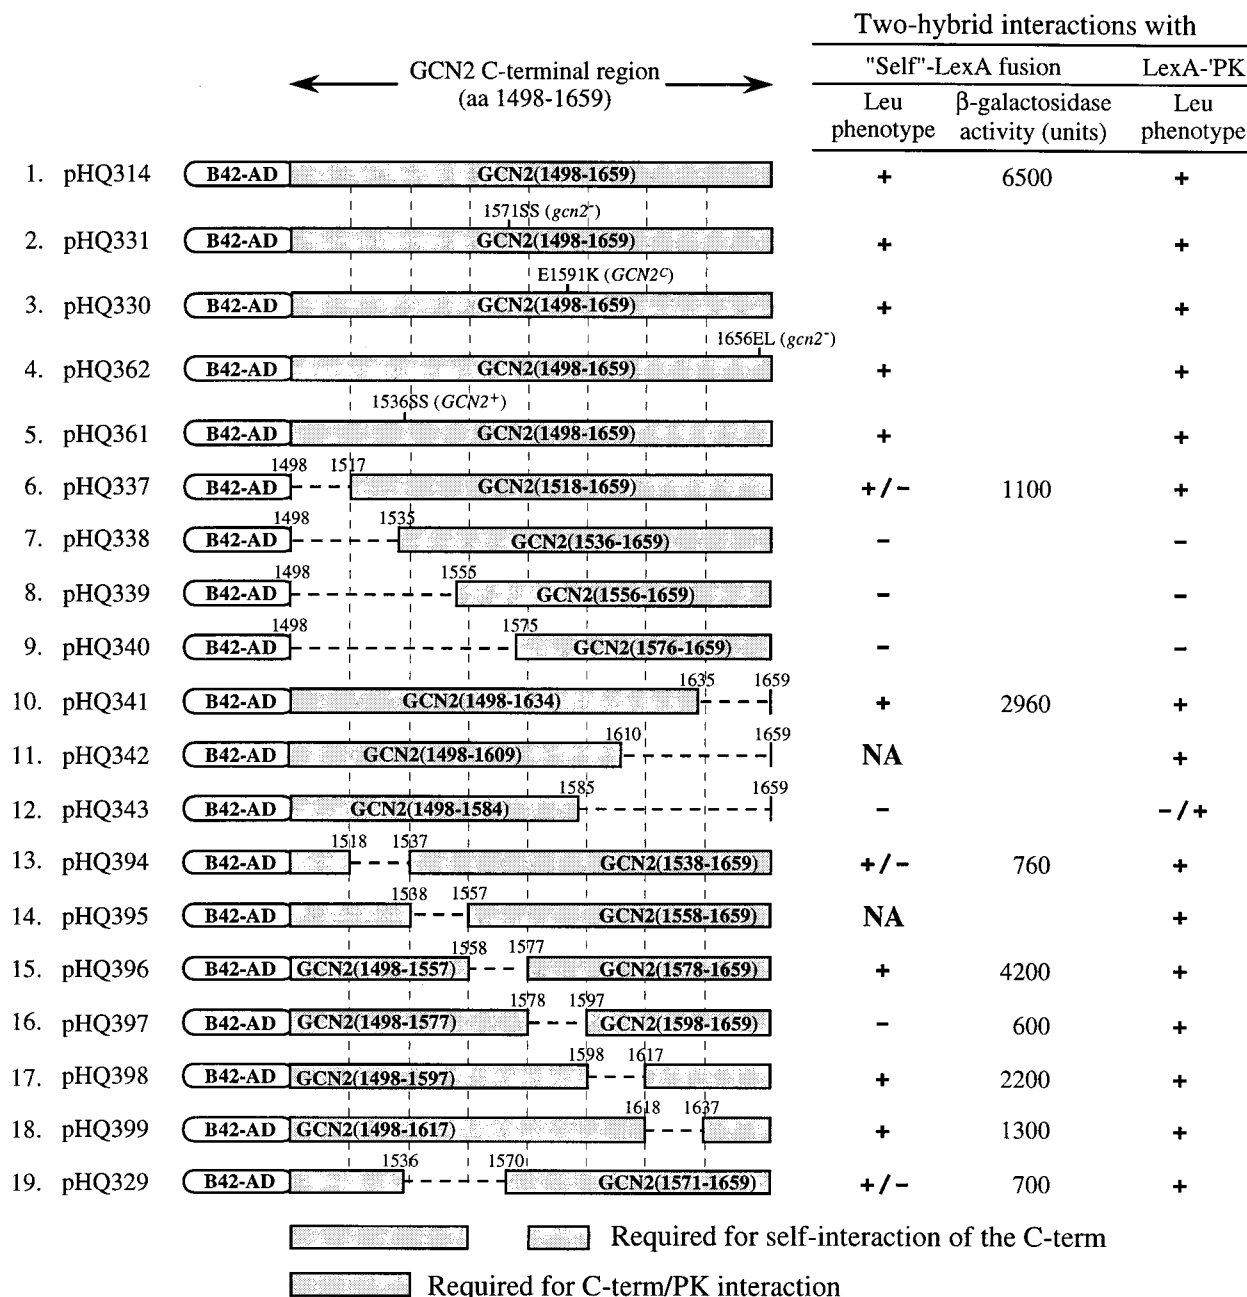 Two-hybrid interactions with
GCN2 C-terminal region
(aa 1498-1659)
"Self"-LexA fusion LexA-'PK
Leu phenotype β-galactosidase activity (units) Leu phenotype
1. pHQ314 B42-AD GCN2(1498-1659) + 6500 +
1571SS (gcn2-)
2. pHQ331 B42-AD GCN2(1498-1659) + +
E1591K (GCN2c)
3. pHQ330 B42-AD GCN2(1498-1659) + +
1656EL (gcn2-)
4. pHQ362 B42-AD GCN2(1498-1659) + +
1536SS (GCN2+)
5. pHQ361 B42-AD GCN2(1498-1659) + +
1498 1517
6. pHQ337 B42-AD GCN2(1518-1659) +/- 1100 +
1498 1535
7. pHQ338 B42-AD GCN2(1536-1659) - -
1498 1555
8. pHQ339 B42-AD GCN2(1556-1659) - -
1498 1575
9. pHQ340 B42-AD GCN2(1576-1659) - -
1635 1659
10. pHQ341 B42-AD GCN2(1498-1634) + 2960 +
1610 1659
11. pHQ342 B42-AD GCN2(1498-1609) NA +
1585 1659
12. pHQ343 B42-AD GCN2(1498-1584) - -/+
1518 1537
13. pHQ394 B42-AD GCN2(1538-1659) +/- 760 +
1538 1557
14. pHQ395 B42-AD GCN2(1558-1659) NA +
1558 1577
15. pHQ396 B42-AD GCN2(1498-1557) GCN2(1578-1659) + 4200 +
1578 1597
16. pHQ397 B42-AD GCN2(1498-1577) GCN2(1598-1659) - 600 +
1598 1617
17. pHQ398 B42-AD GCN2(1498-1597) + 2200 +
1618 1637
18. pHQ399 B42-AD GCN2(1498-1617) + 1300 +
1536 1570
19. pHQ329 B42-AD GCN2(1571-1659) +/- 700 +
Required for self-interaction of the C-term
Required for C-term/PK interaction